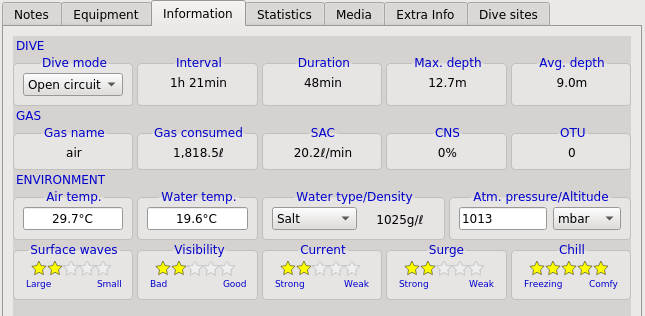 Notes Equipment Information Statistics Media Extra Info Dive sites
DIVE
Dive mode Interval Duration Max. depth Avg. depth
Open circuit 1h 21min 48min 12.7m 9.0m
GAS
Gas name Gas consumed SAC CNS OTU
air 1,818.5ℓ 20.2ℓ/min 0% 0
ENVIRONMENT
Air temp. Water temp. Water type/Density Atm. pressure/Altitude
29.7°C 19.6°C Salt 1025g/ℓ 1013 mbar
Surface waves Visibility Current Surge Chill
Large Small Bad Good Strong Weak Strong Weak Freezing Comfy